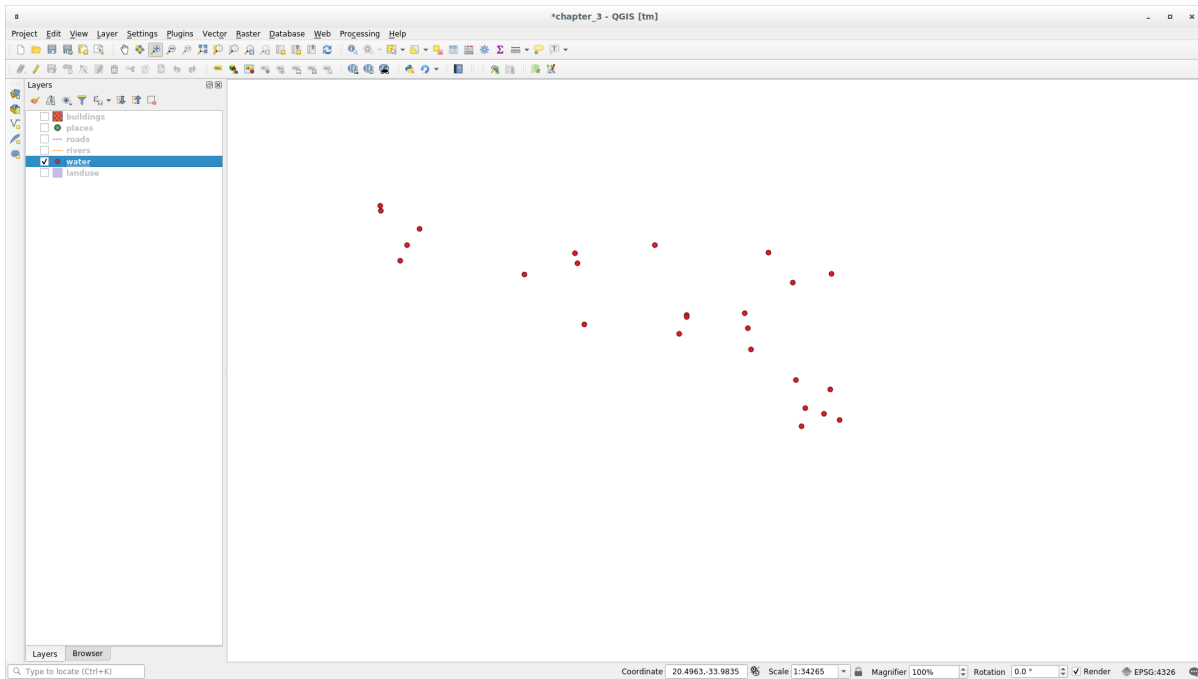 *chapter_3 - QGIS [tm]
Project Edit View Layer Settings Plugins Vector Raster Database Web Processing Help
Layers
buildings
places
roads
rivers
water
landuse
Layers Browser
Type to locate (Ctrl+K) Coordinate 20.4963,-33.9835 Scale 1:34265 Magnifier 100% Rotation 0.0 ° Render EPSG:4326